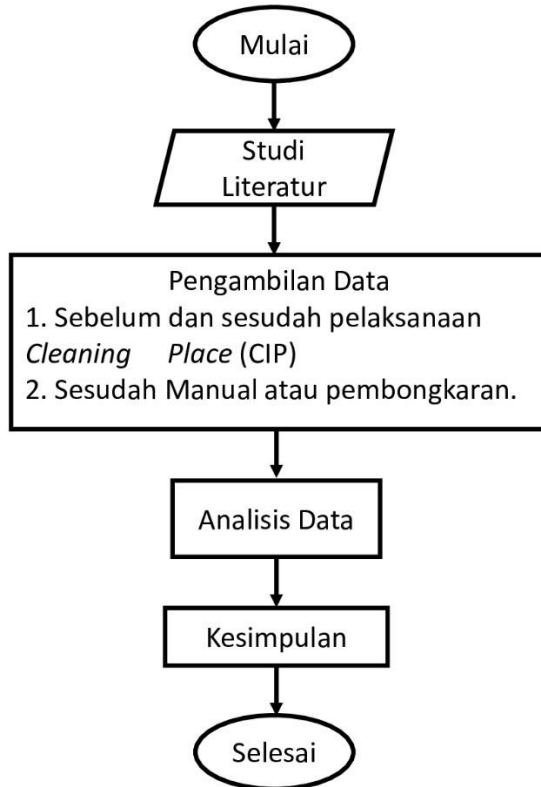 Mulai
Studi
Literatur
Pengambilan Data
1. Sebelum dan sesudah pelaksanaan
Cleaning Place (CIP)
2. Sesudah Manual atau pembongkaran.
Analisis Data
Kesimpulan
Selesai